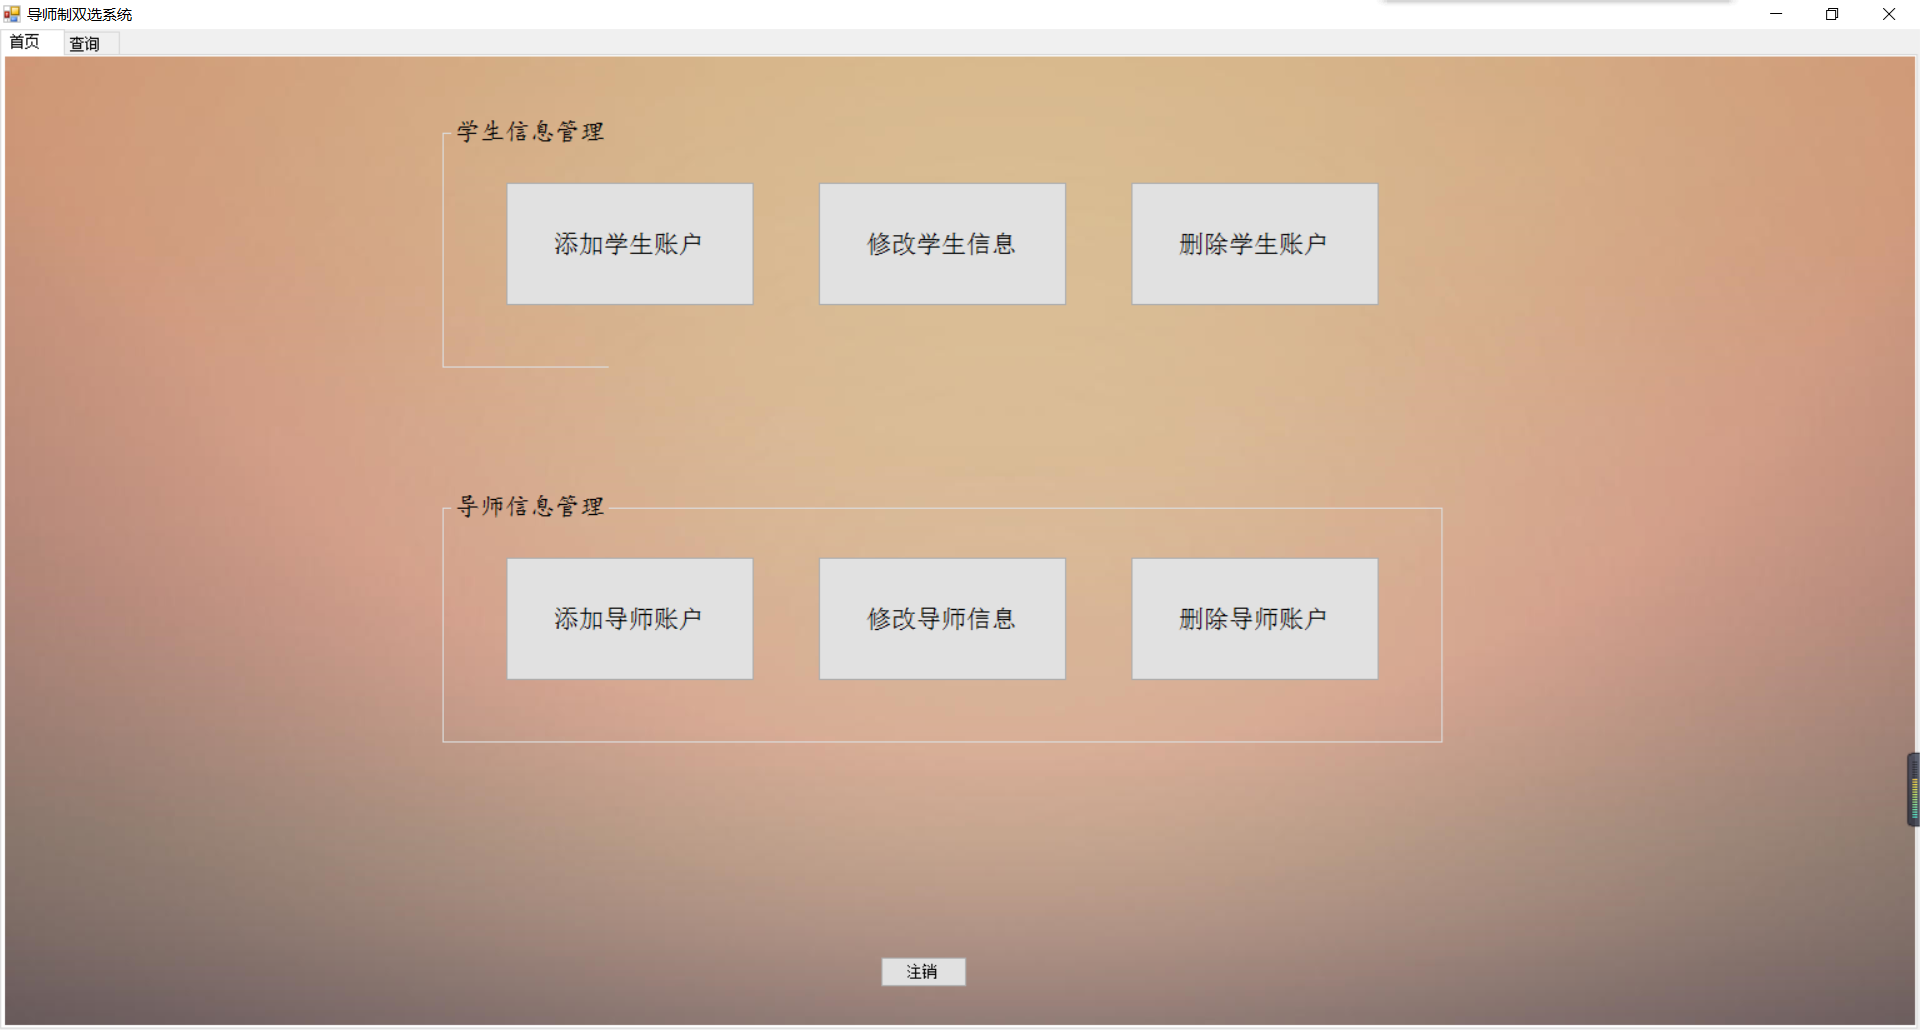 导师制双选系统
首页 查询
学生信息管理
添加学生账户 修改学生信息 删除学生账户
导师信息管理
添加导师账户 修改导师信息 删除导师账户
注销